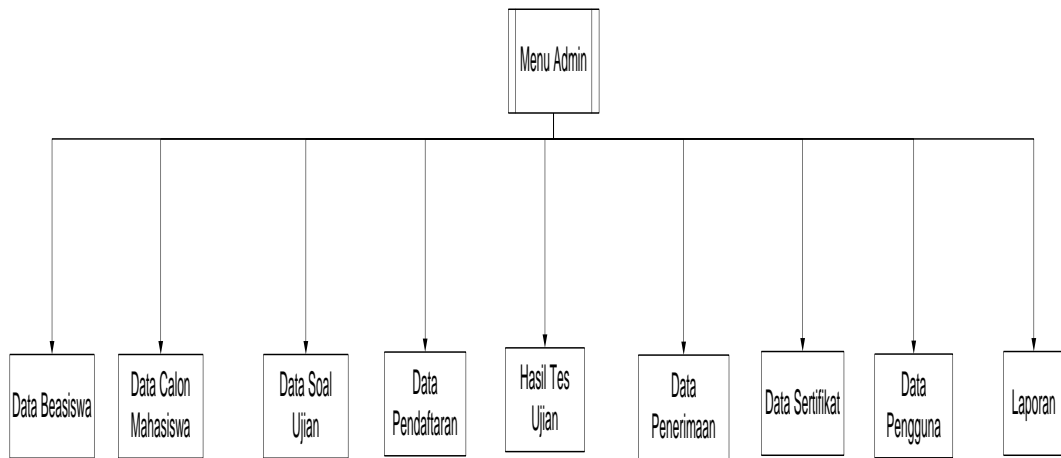 Menu Admin
Data Beasiswa
Data Calon
Mahasiswa
Data Soal
Ujian
Data
Pendaftaran
Hasil Tes
Ujian
Data
Penerimaan
Data Sertifikat
Data
Pengguna
Laporan